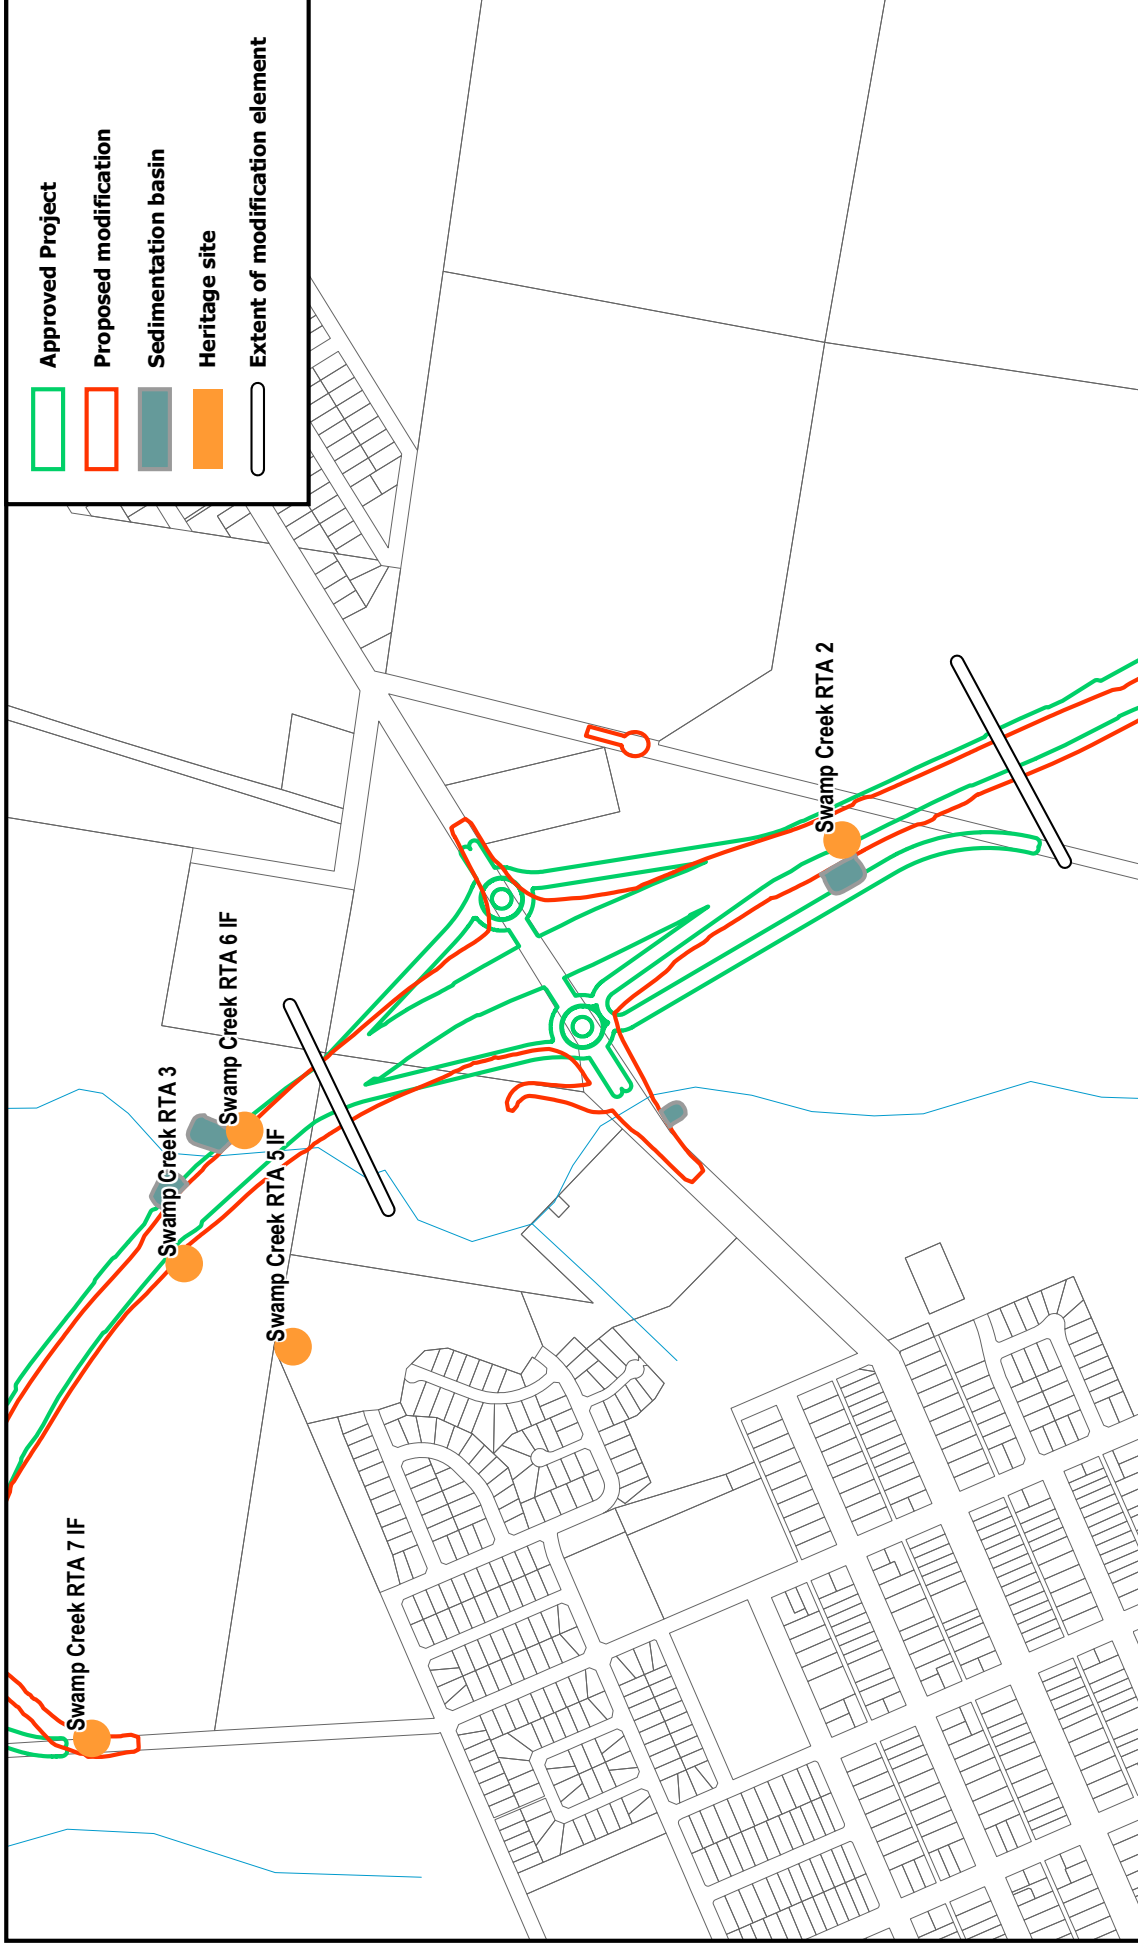 Approved Project
Proposed modification
Sedimentation basin
Heritage site
Extent of modification element
Swamp Creek RTA 7 IF
Swamp Creek RTA 3
Swamp Creek RTA 6 IF
Swamp Creek RTA 5 IF
Swamp Creek RTA 2